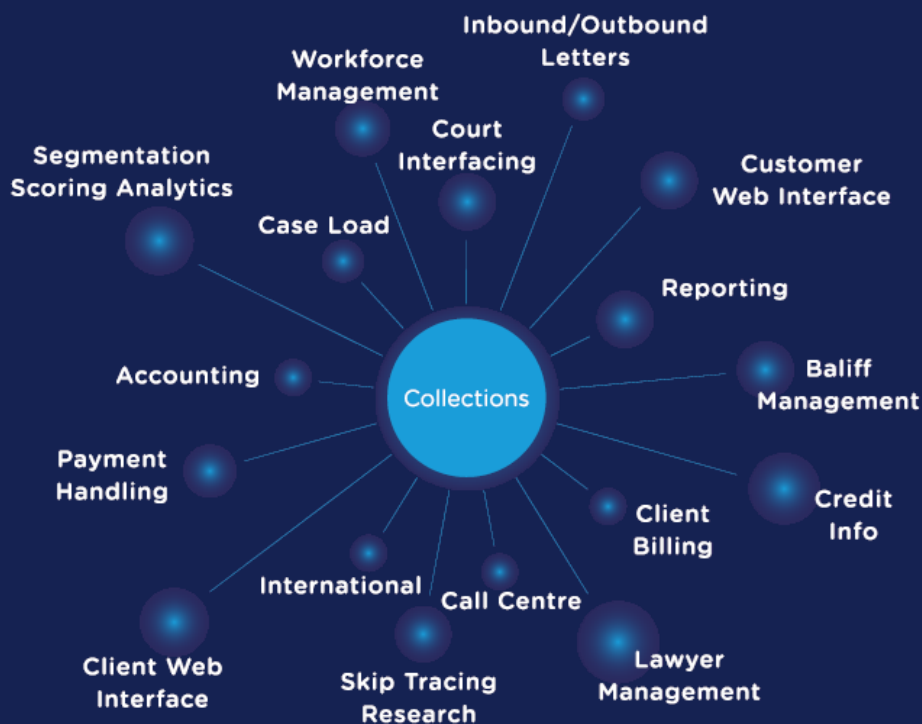 Inbound/Outbound
Letters
Workforce
Management
Court
Interfacing
Segmentation
Scoring Analytics
Customer
Web Interface
Case Load
Reporting
Accounting
Collections
Baliff
Management
Payment
Handling
Credit
Info
Client
Billing
International
Call Centre
Client Web
Interface
Skip Tracing
Research
Lawyer
Management